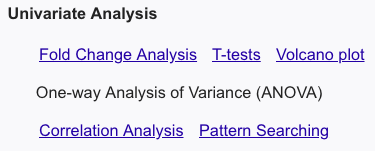 Univariate Analysis
Fold Change Analysis T-tests Volcano plot
One-way Analysis of Variance (ANOVA)
Correlation Analysis Pattern Searching